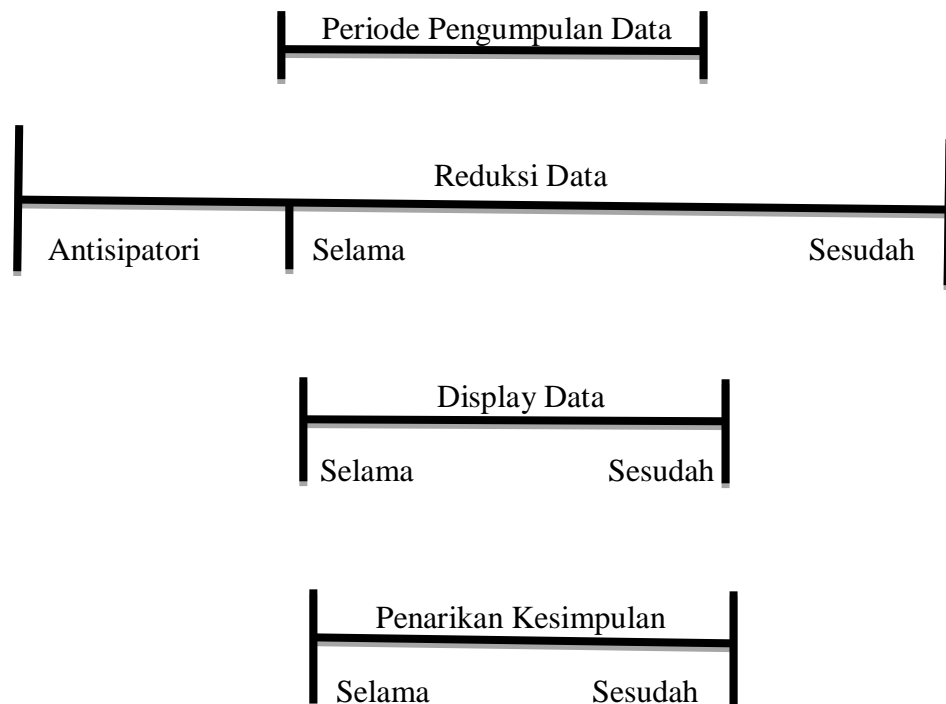 Periode Pengumpulan Data
Reduksi Data
Antisipatori Selama Sesudah
Display Data
Selama Sesudah
Penarikan Kesimpulan
Selama Sesudah